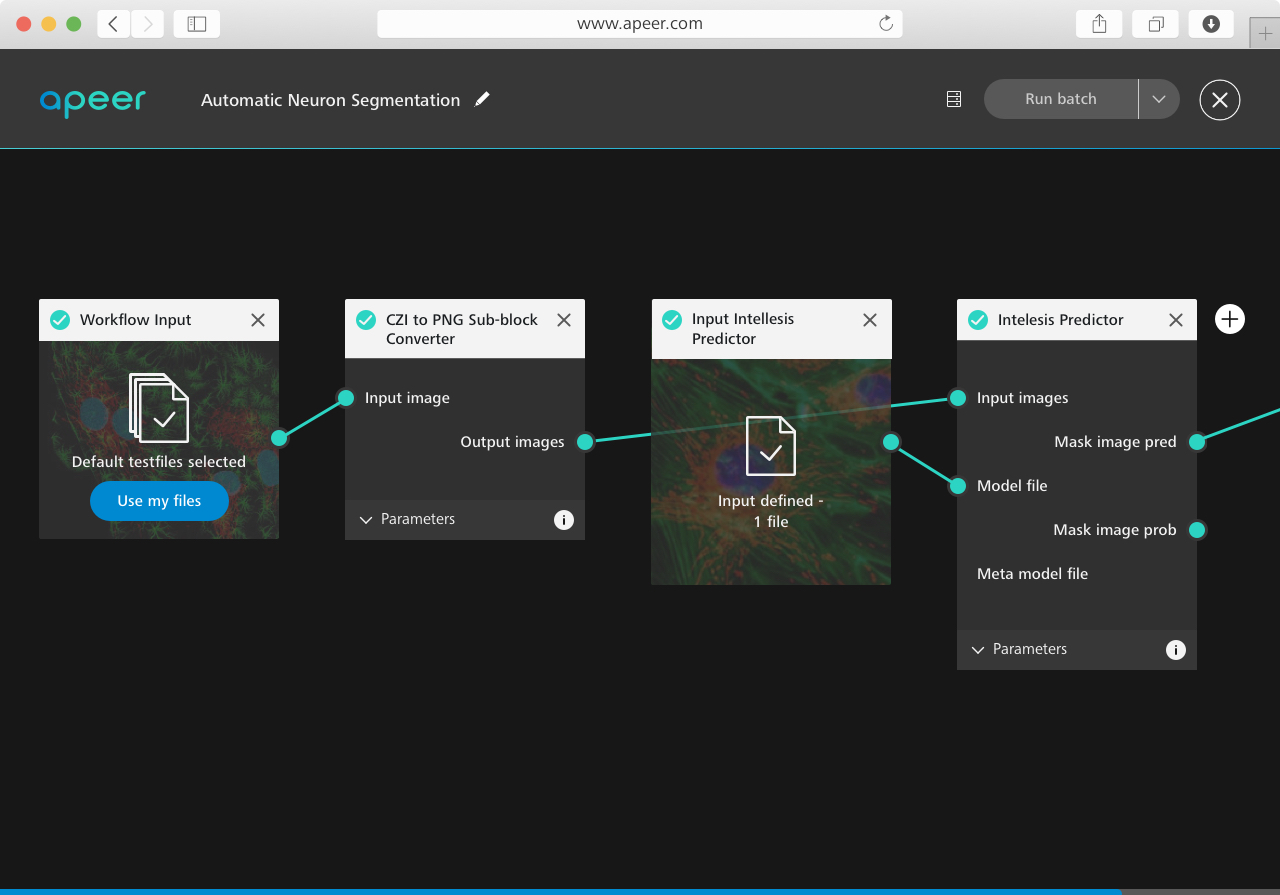 www.apeer.com
apeer
Automatic Neuron Segmentation
Run batch
Workflow Input
Default testfiles selected
Use my files
CZI to PNG Sub-block
Converter
Input image
Output images
Parameters
i
Input Intellesis
Predictor
Input defined -
1 file
Intelesis Predictor
Input images
Mask image pred
Model file
Mask image prob
Meta model file
Parameters
i